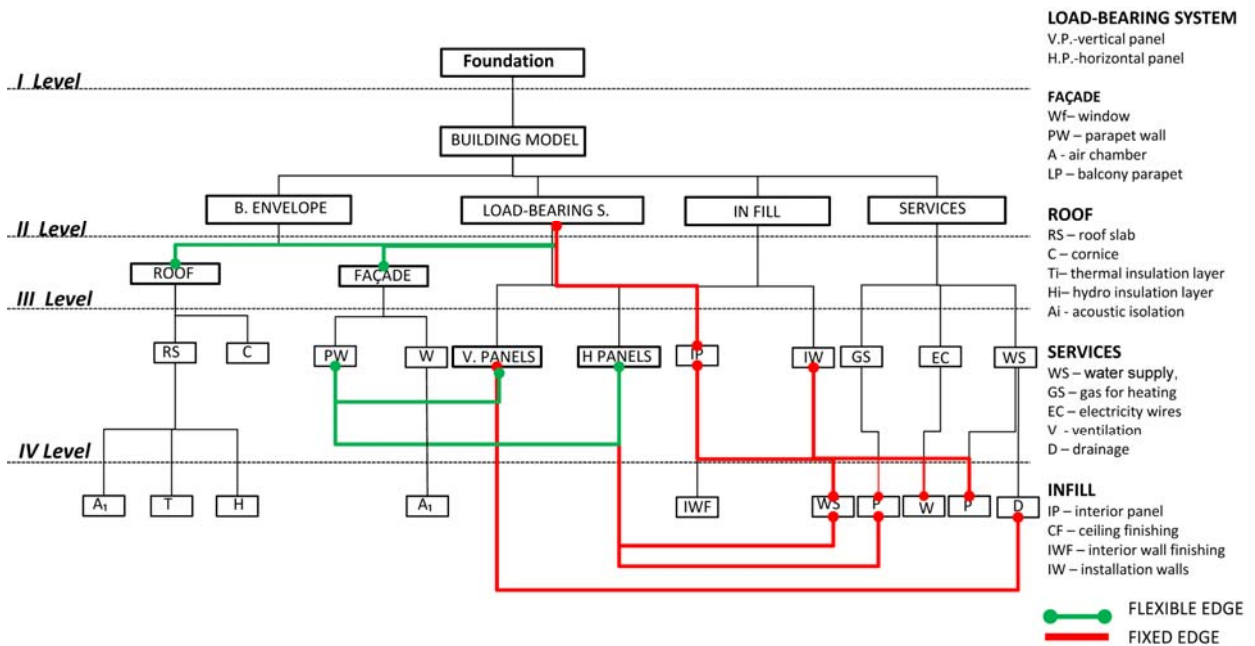 Foundation
I Level
BUILDING MODEL
B. ENVELOPE
LOAD-BEARING S.
IN FILL
SERVICES
II Level
ROOF
FAÇADE
III Level
RS
C
PW
W
V. PANELS
H PANELS
IP
IW
GS
EC
WS
IV Level
A₁
T
H
A₁
IWF
WS
P
W
P
D
LOAD-BEARING SYSTEM
V.P.-vertical panel
H.P.-horizontal panel
FAÇADE
Wf– window
PW – parapet wall
A - air chamber
LP – balcony parapet
ROOF
RS – roof slab
C – cornice
Ti– thermal insulation layer
Hi– hydro insulation layer
Ai - acoustic isolation
SERVICES
WS – water supply,
GS – gas for heating
EC – electricity wires
V - ventilation
D – drainage
INFILL
IP – interior panel
CF – ceiling finishing
IWF – interior wall finishing
IW – installation walls
FLEXIBLE EDGE
FIXED EDGE